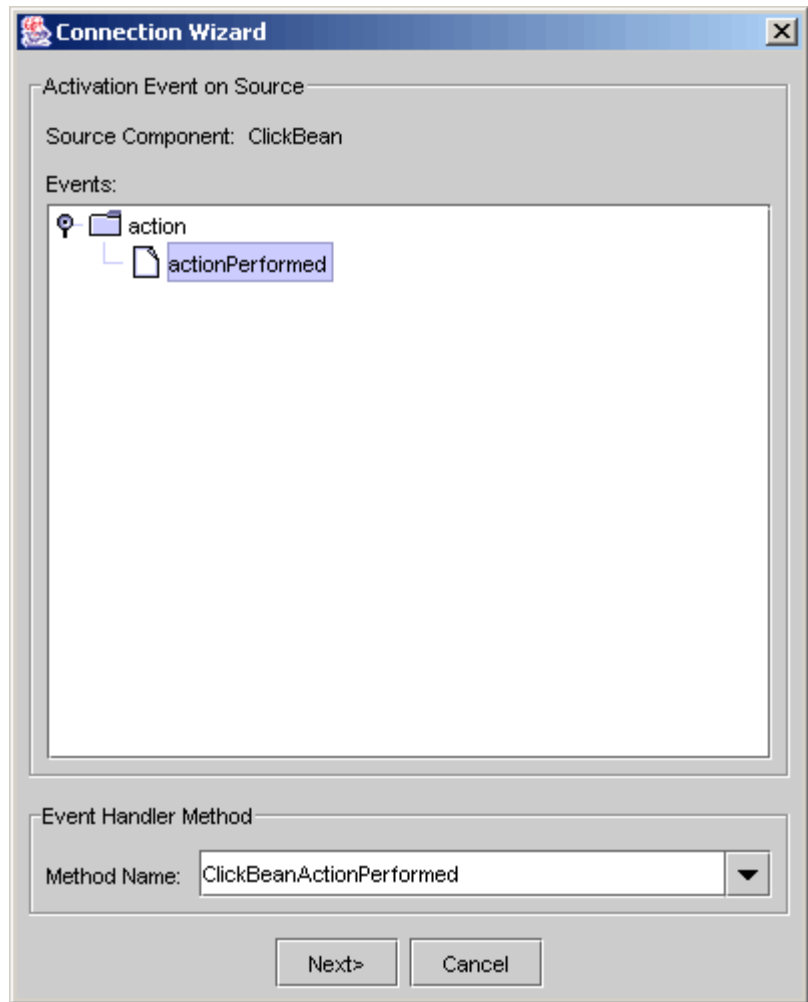 Connection Wizard
Activation Event on Source
Source Component: ClickBean
Events:
action
actionPerformed
Event Handler Method
Method Name: ClickBeanActionPerformed
Next> Cancel